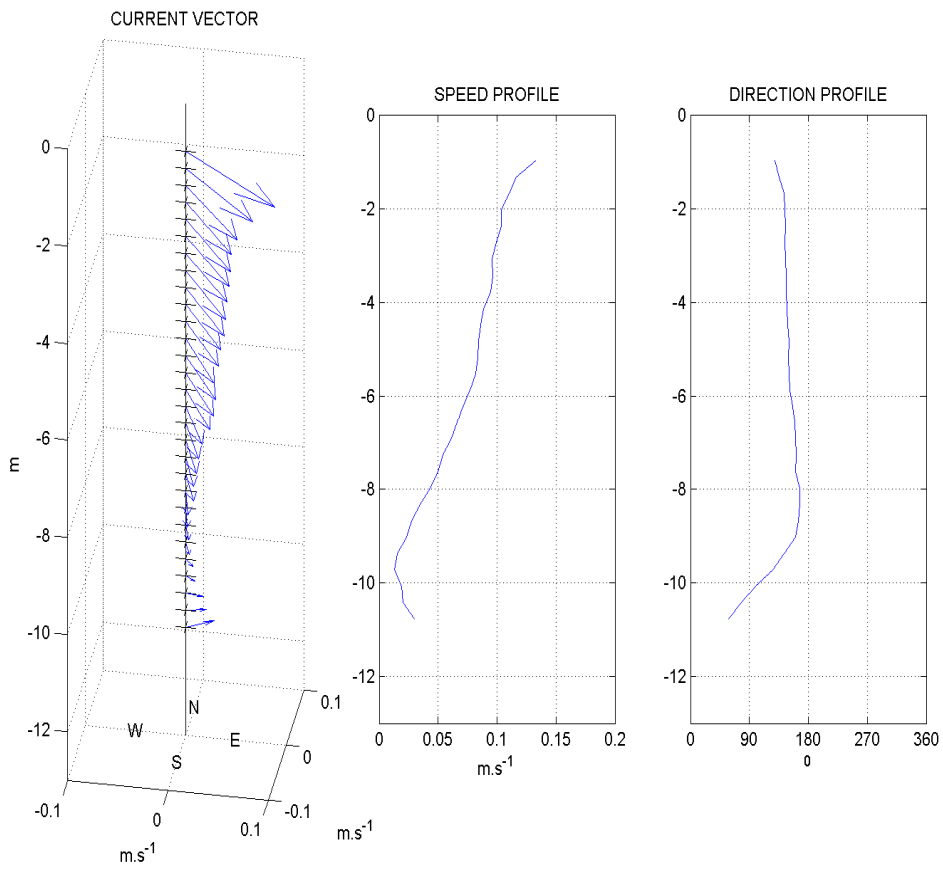 CURRENT VECTOR
0
-2
-4
-6
-8
-10
-12
m
N
W
E
S
0.1
0
-0.1
m.s-1
-0.1
0
0.1
m.s-1
SPEED PROFILE
0
-2
-4
-6
-8
-10
-12
0 0.05 0.1 0.15 0.2
m.s-1
DIRECTION PROFILE
0
-2
-4
-6
-8
-10
-12
0 90 180 270 360
0